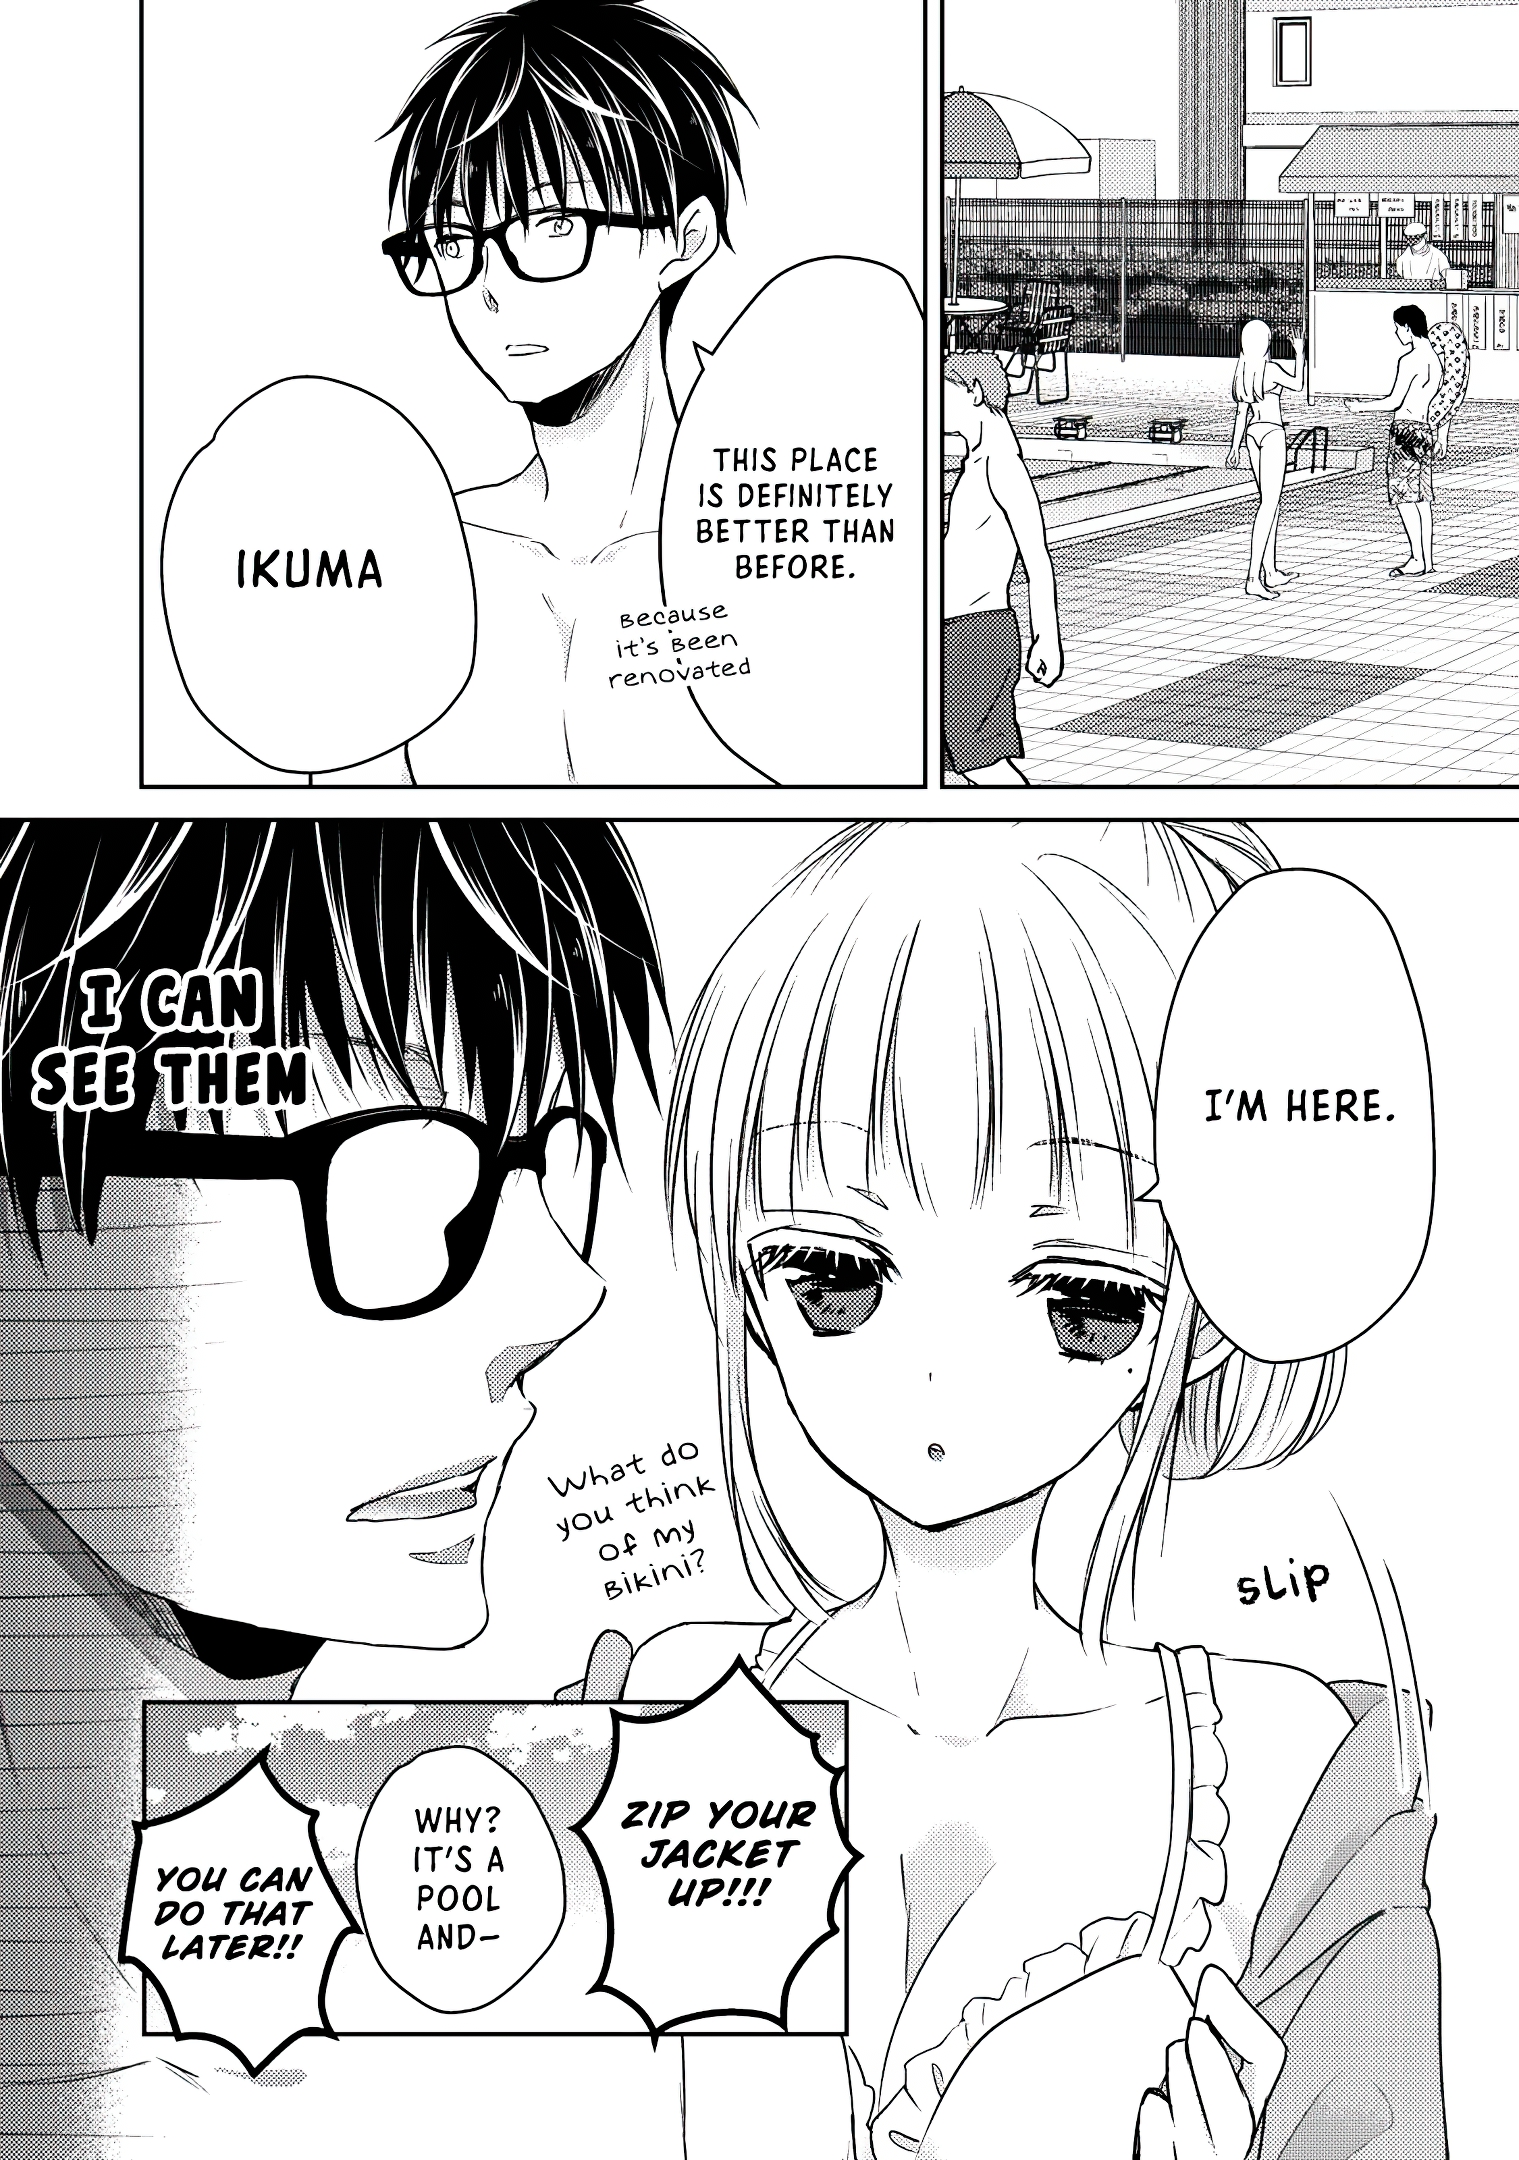 THIS PLACE
IS DEFINITELY
BETTER THAN
BEFORE.
Because
it's Been
renovated
IKUMA
I'M HERE.
I CAN
SEE THEM
What do
you think
of my
Bikini?
SLip
ZIP YOUR
JACKET
UP!!!
WHY?
IT'S A
POOL
AND—
YOU CAN
DO THAT
LATER!!